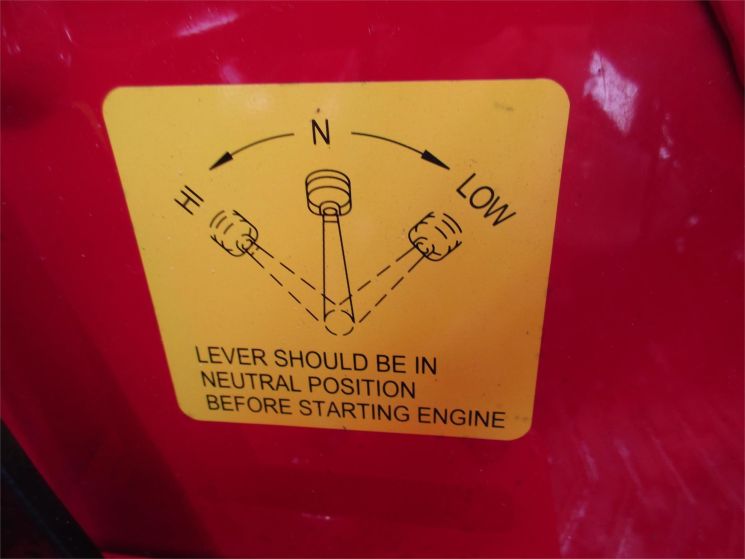 N
HI
LOW
LEVER SHOULD BE IN
NEUTRAL POSITION
BEFORE STARTING ENGINE